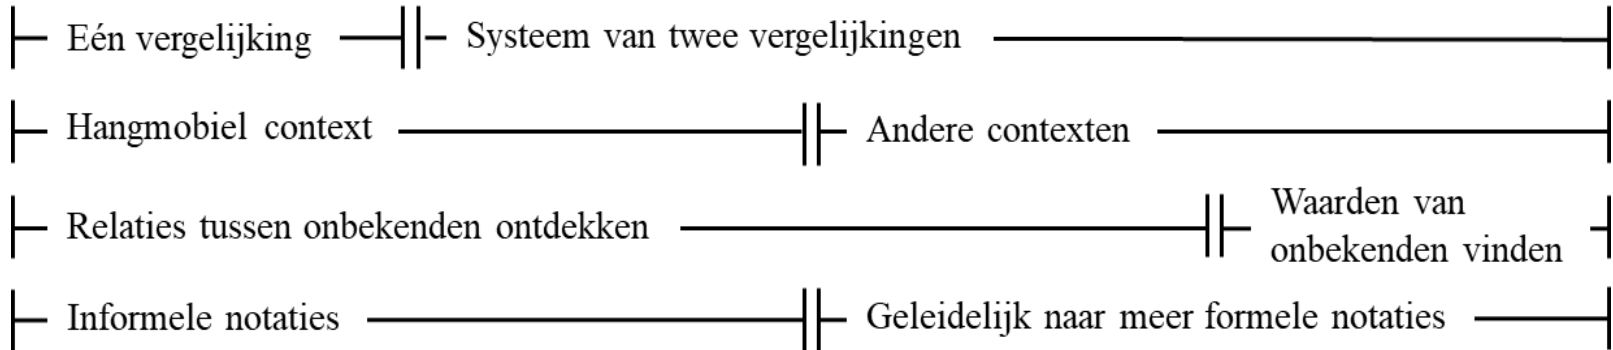 Eén vergelijking
Systeem van twee vergelijkingen
Hangmobiel context
Andere contexten
Relaties tussen onbekenden ontdekken
Waarden van
onbekenden vinden
Informele notaties
Geleidelijk naar meer formele notaties